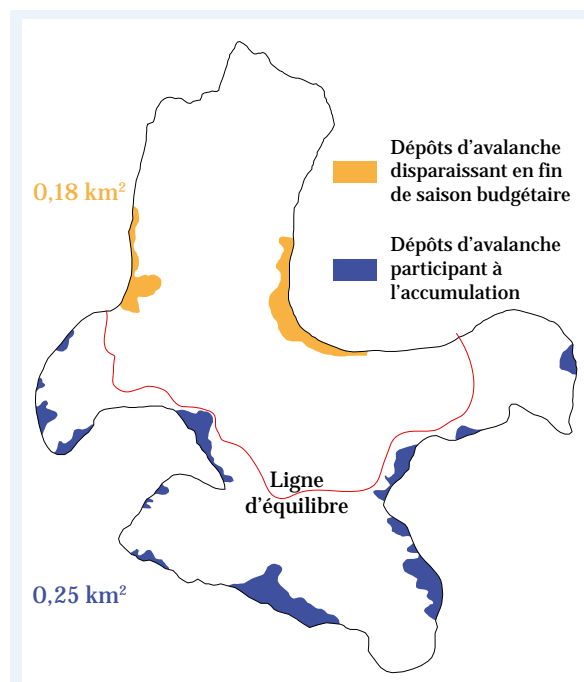 Dépôts d’avalanche
disparaissant en fin
de saison budgétaire
0,18 km²
Dépôts d’avalanche
participant à
l’accumulation
Ligne
d’équilibre
0,25 km²